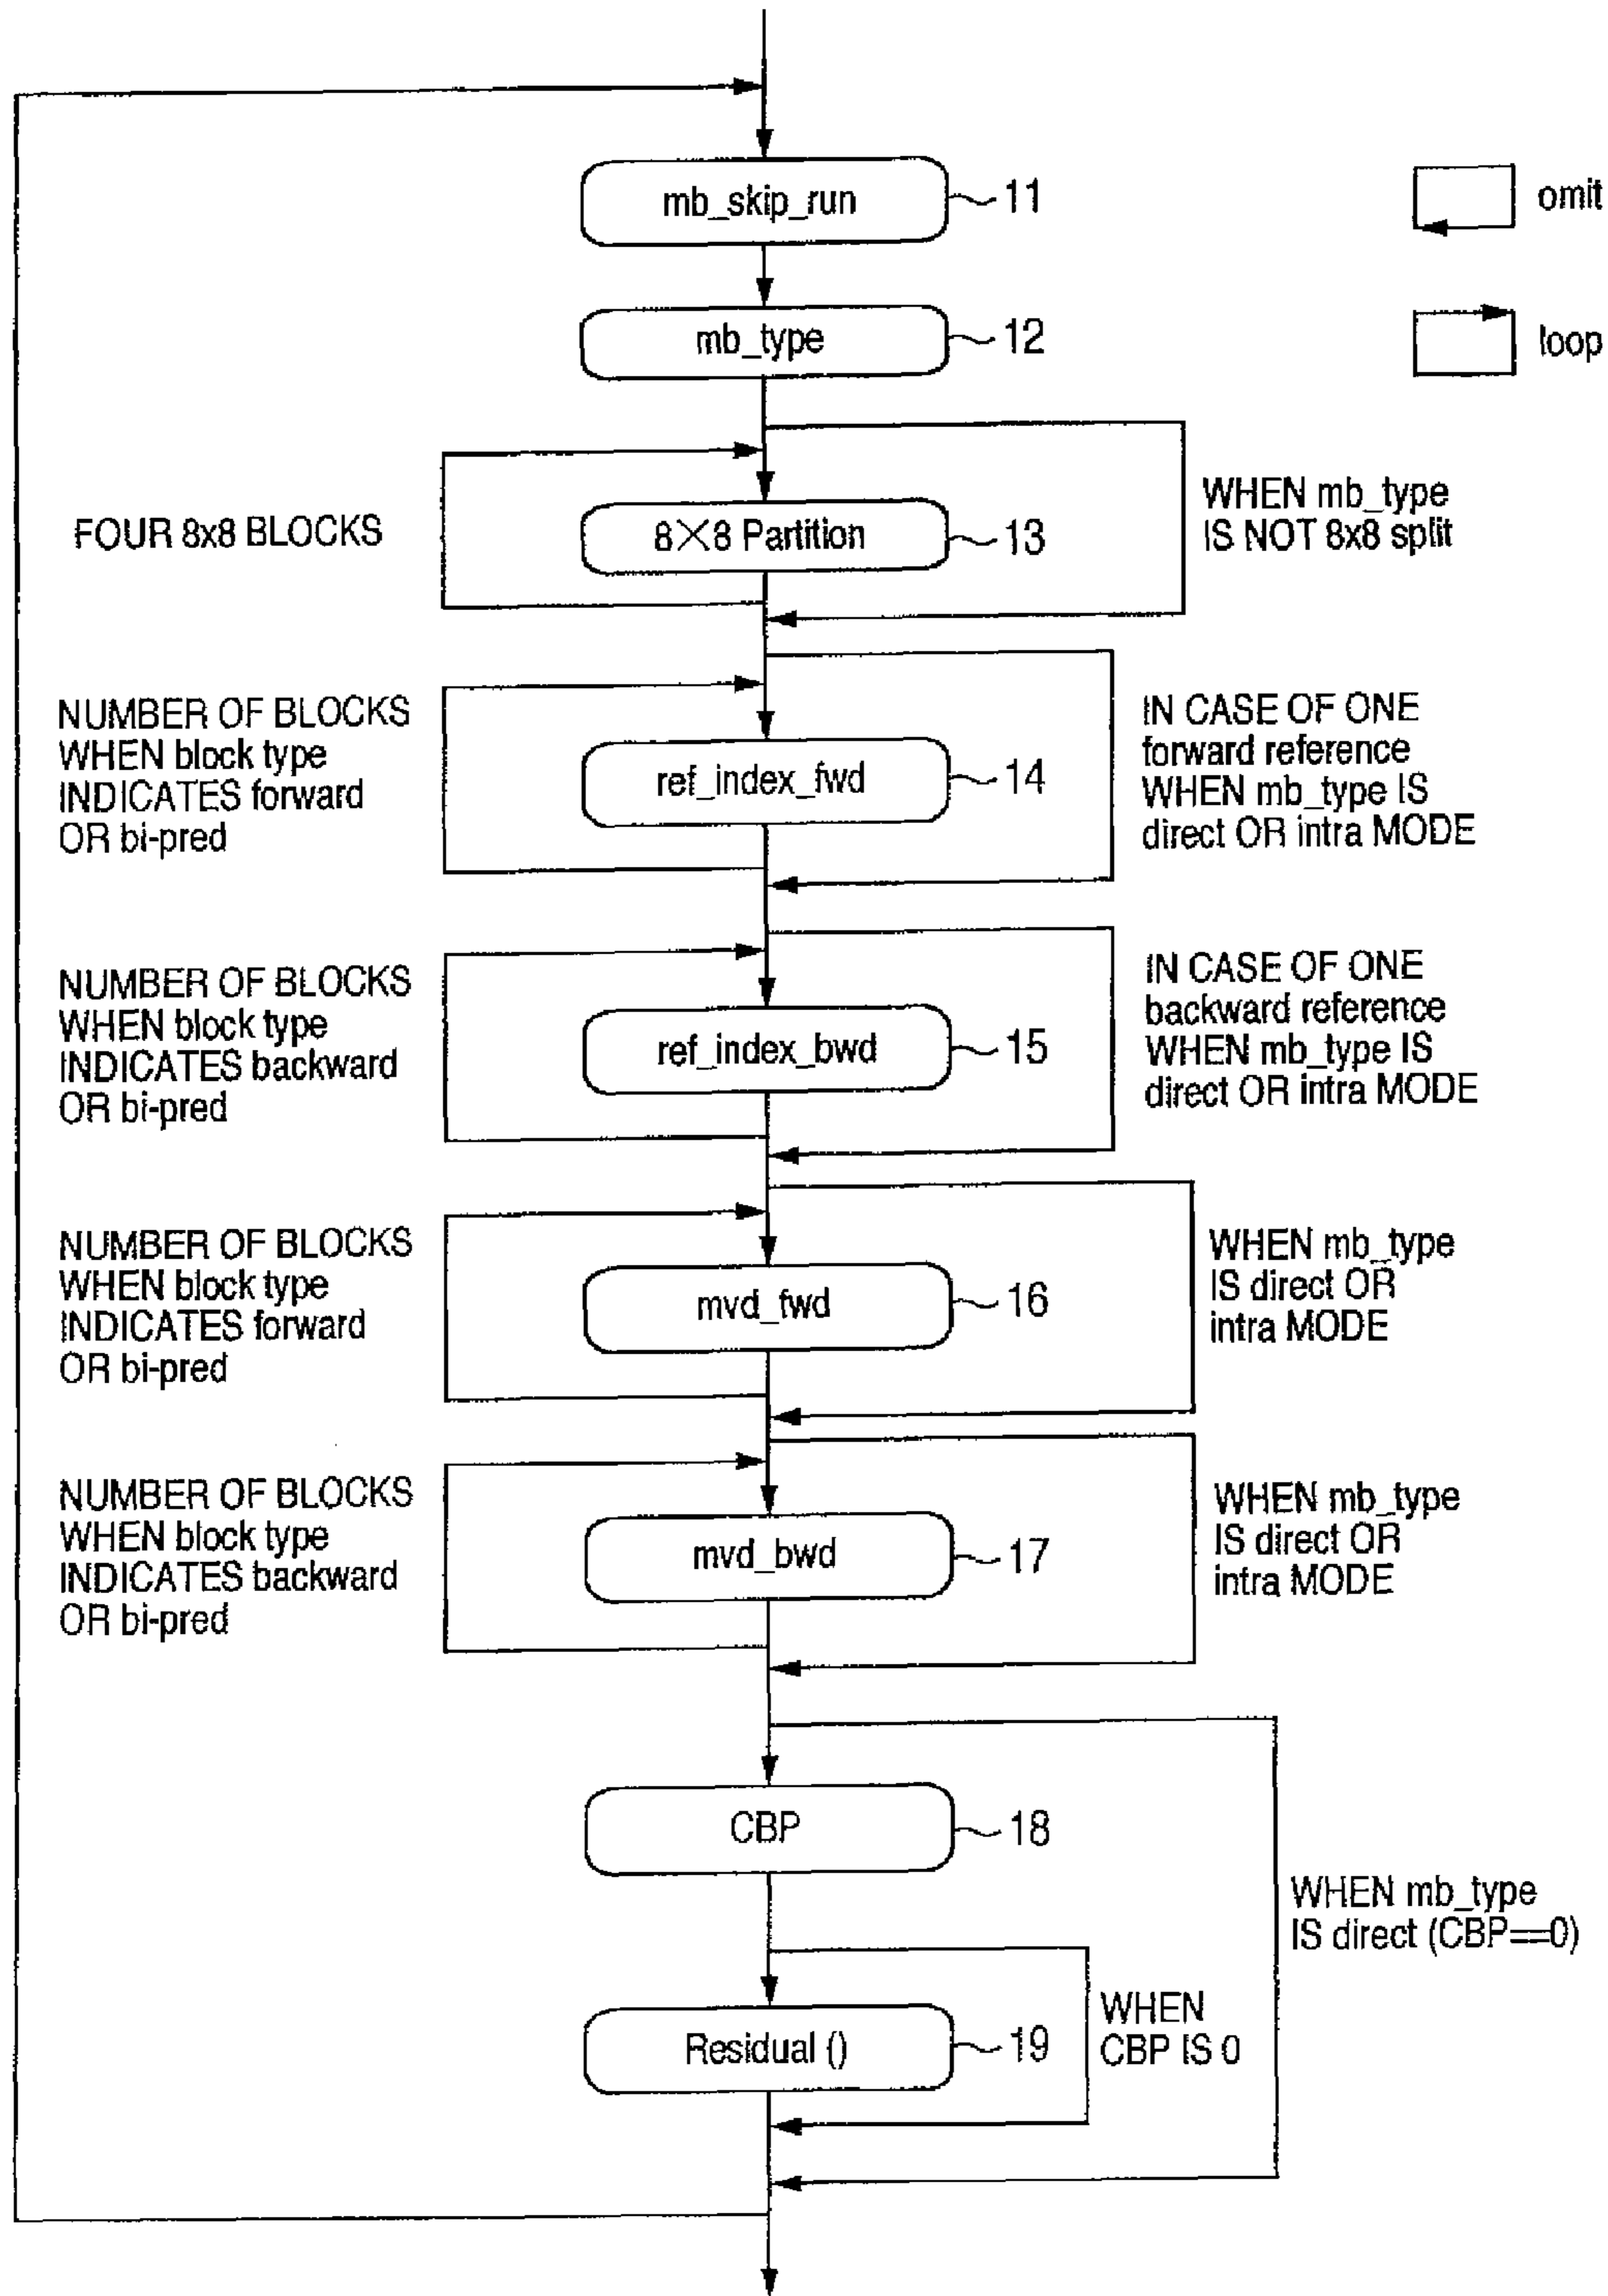 mb_skip_run
11
omit
mb_type
12
loop
FOUR 8x8 BLOCKS
8×8 Partition
13
WHEN mb_type
IS NOT 8x8 split
NUMBER OF BLOCKS
WHEN block type
INDICATES forward
OR bi-pred
ref_index_fwd
14
IN CASE OF ONE
forward reference
WHEN mb_type IS
direct OR intra MODE
NUMBER OF BLOCKS
WHEN block type
INDICATES backward
OR bi-pred
ref_index_bwd
15
IN CASE OF ONE
backward reference
WHEN mb_type IS
direct OR intra MODE
NUMBER OF BLOCKS
WHEN block type
INDICATES forward
OR bi-pred
mvd_fwd
16
WHEN mb_type
IS direct OR
intra MODE
NUMBER OF BLOCKS
WHEN block type
INDICATES backward
OR bi-pred
mvd_bwd
17
WHEN mb_type
IS direct OR
intra MODE
CBP
18
WHEN mb_type
IS direct (CBP==0)
Residual ()
19
WHEN
CBP IS 0